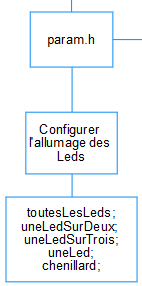 param.h
Configurer
l'allumage des
Leds
toutesLesLeds;
uneLedSurDeux;
uneLedSurTrois;
uneLed;
chenillard;